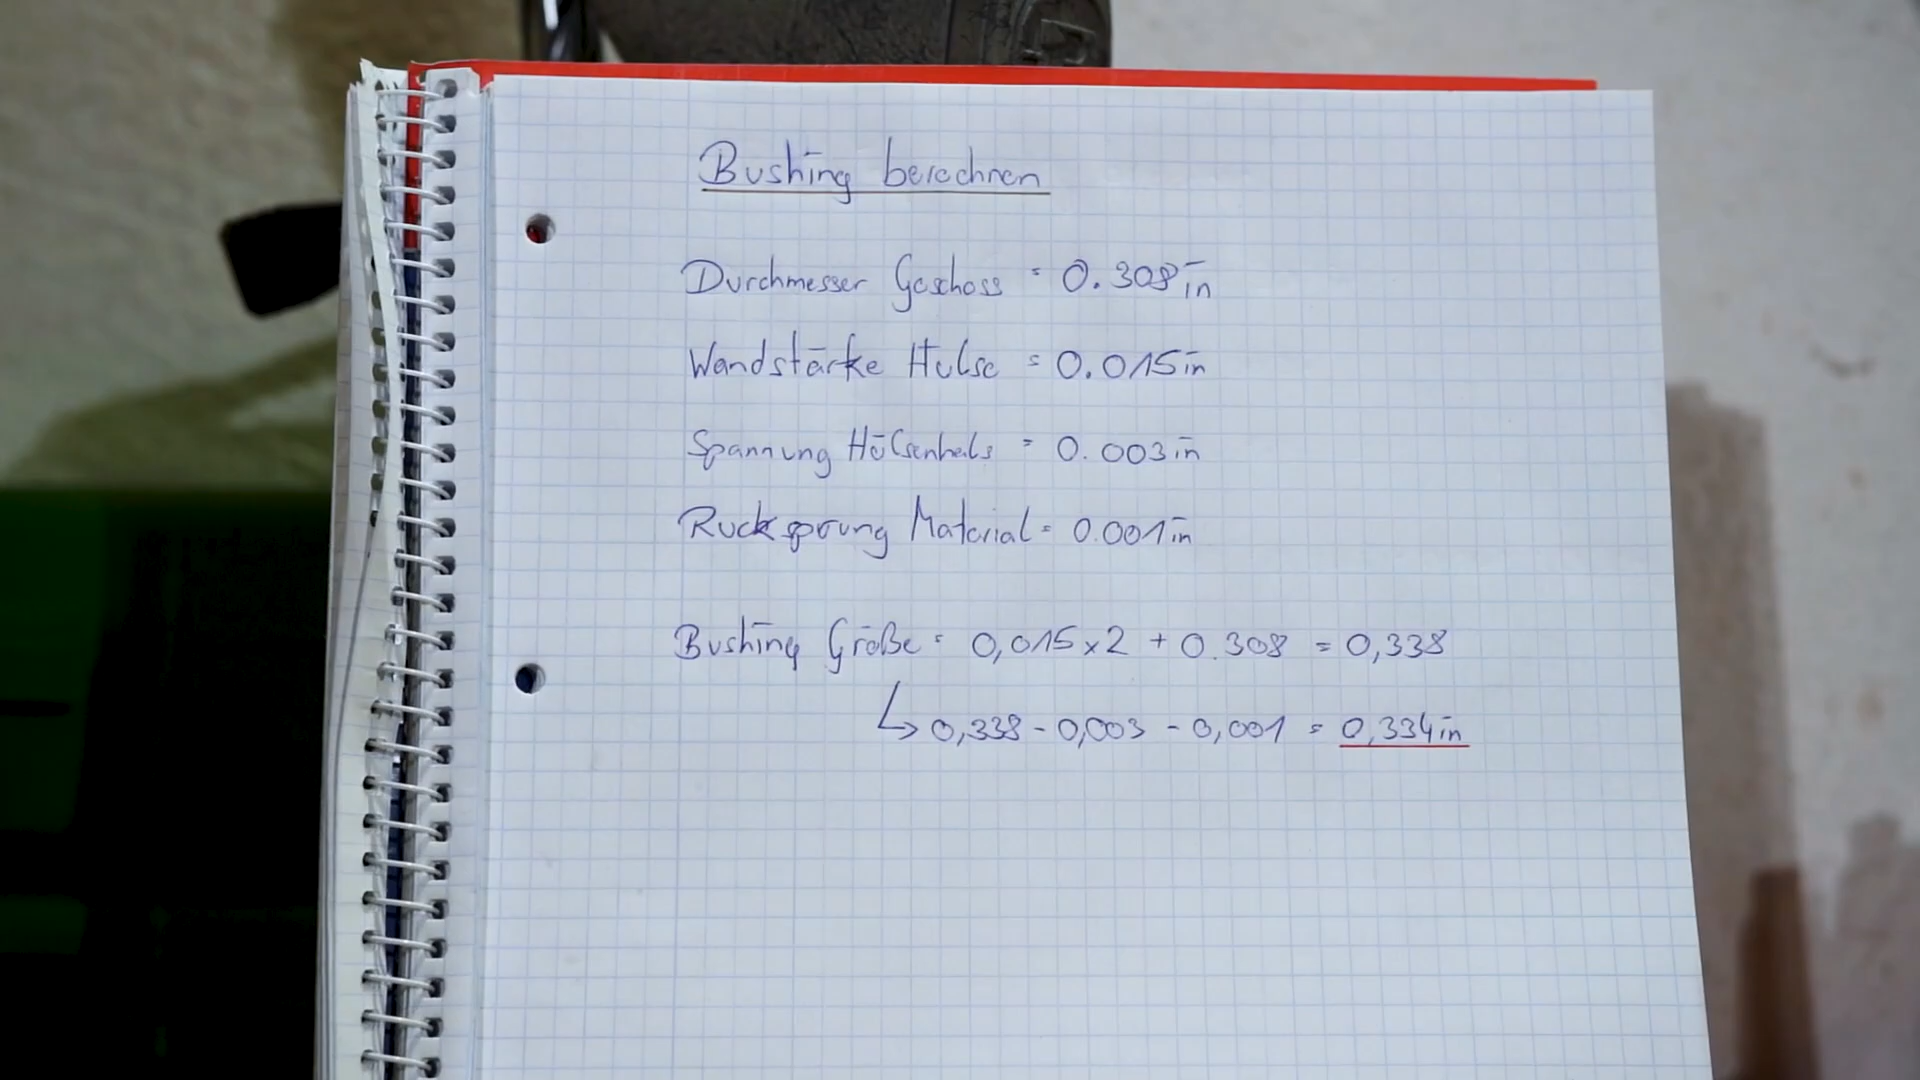 Bushing berechnen
Durchmesser Geschoss = 0.308 in
Wandstärke Hülse = 0.015 in
Spannung Hülsenhals = 0.003 in
Rücksprung Material = 0.001 in
Bushing Größe = 0,015 x 2 + 0.308 = 0,338
↳ 0,338 - 0,003 - 0,001 = 0,334 in